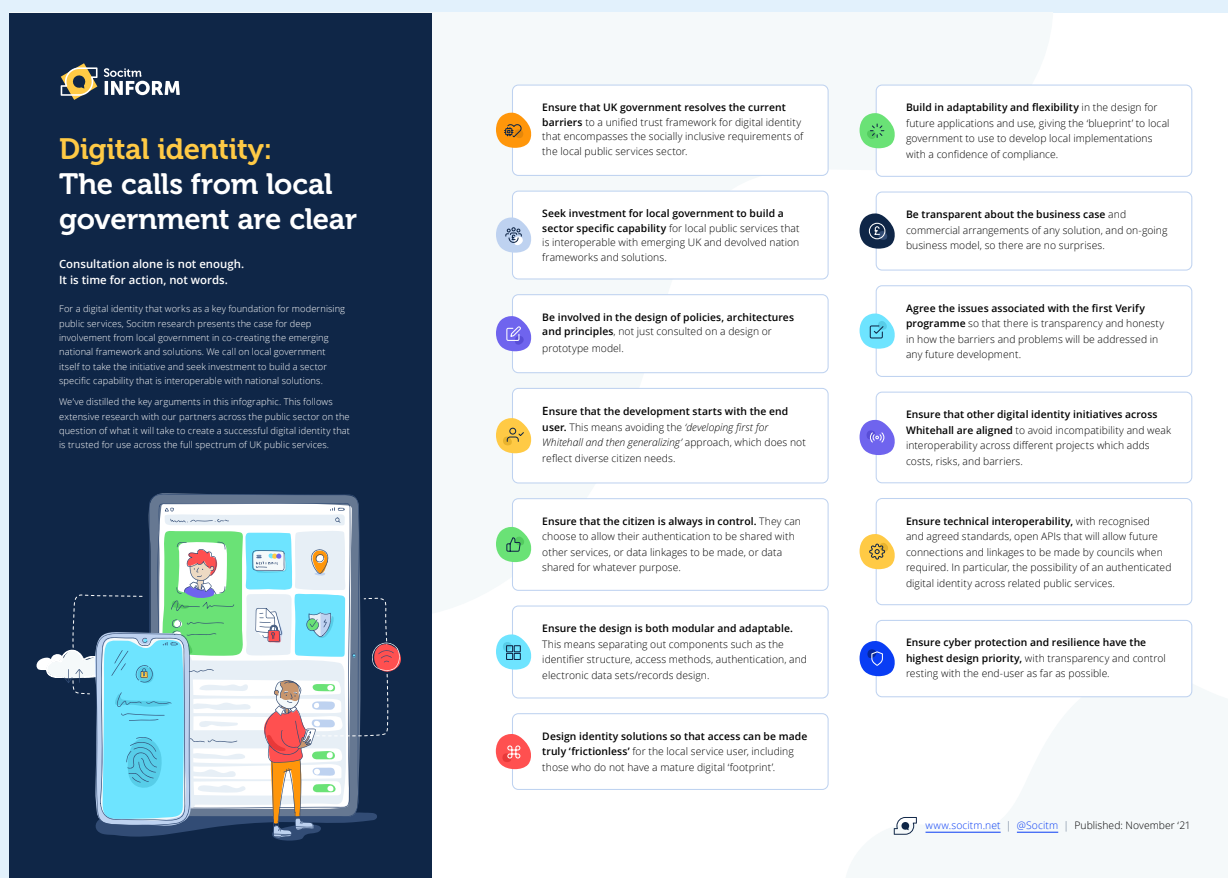 Socitm
INFORM
Digital identity:
The calls from local
government are clear
Consultation alone is not enough.
It is time for action, not words.
For a digital identity that works as a key foundation for modernising
public services, Socitm research presents the case for deep
involvement from local government in co-creating the emerging
national framework and solutions. We call on local government
itself to take the initiative and seek investment to build a sector
specific capability that is interoperable with national solutions.
We've distilled the key arguments in this infographic. This follows
extensive research with our partners across the public sector on the
question of what it will take to create a successful digital identity that
is trusted for use across the full spectrum of UK public services.
Ensure that UK government resolves the current
barriers to a unified trust framework for digital identity
that encompasses the socially inclusive requirements of
the local public services sector.
Seek investment for local government to build a
sector specific capability for local public services that
is interoperable with emerging UK and devolved nation
frameworks and solutions.
Be involved in the design of policies, architectures
and principles, not just consulted on a design or
prototype model.
Ensure that the development starts with the end
user. This means avoiding the ‘developing first for
Whitehall and then generalizing’ approach, which does not
reflect diverse citizen needs.
Ensure that the citizen is always in control. They can
choose to allow their authentication to be shared with
other services, or data linkages to be made, or data
shared for whatever purpose.
Ensure the design is both modular and adaptable.
This means separating out components such as the
identifier structure, access methods, authentication, and
electronic data sets/records design.
Design identity solutions so that access can be made
truly ‘frictionless’ for the local service user, including
those who do not have a mature digital ‘footprint’.
Build in adaptability and flexibility in the design for
future applications and use, giving the ‘blueprint’ to local
government to use to develop local implementations
with a confidence of compliance.
Be transparent about the business case and
commercial arrangements of any solution, and on-going
business model, so there are no surprises.
Agree the issues associated with the first Verify
programme so that there is transparency and honesty
in how the barriers and problems will be addressed in
any future development.
Ensure that other digital identity initiatives across
Whitehall are aligned to avoid incompatibility and weak
interoperability across different projects which adds
costs, risks, and barriers.
Ensure technical interoperability, with recognised
and agreed standards, open APIs that will allow future
connections and linkages to be made by councils when
required. In particular, the possibility of an authenticated
digital identity across related public services.
Ensure cyber protection and resilience have the
highest design priority, with transparency and control
resting with the end-user as far as possible.
www.socitm.net | @Socitm | Published: November ‘21